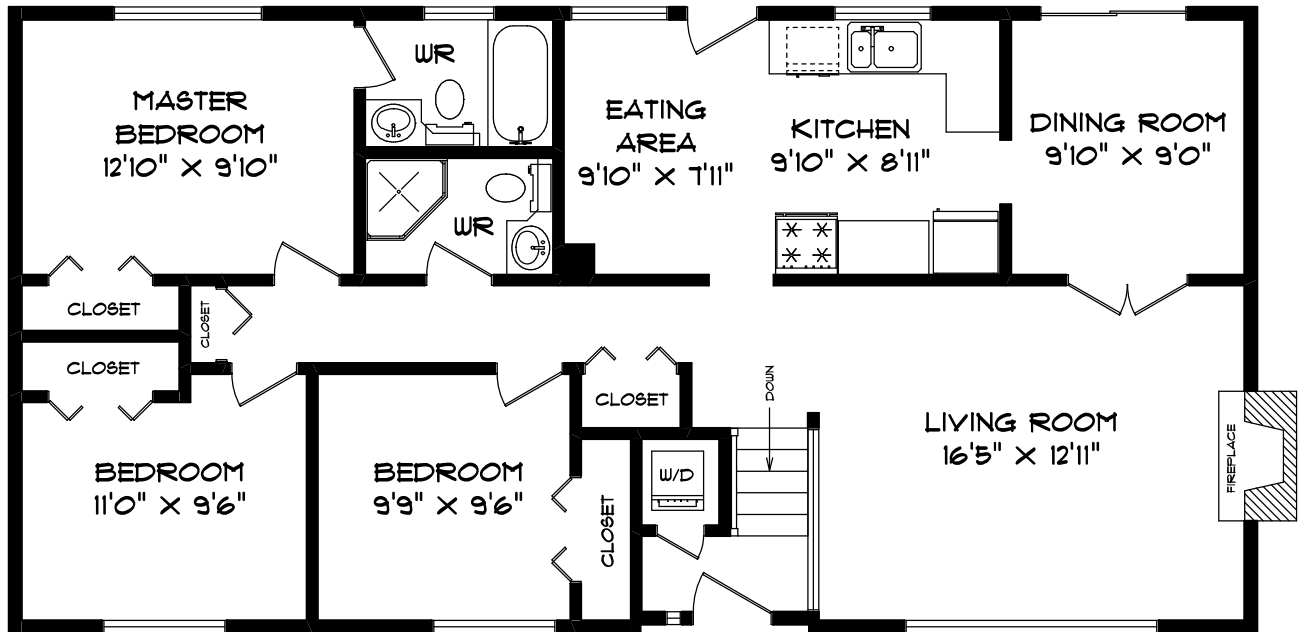 MASTER
BEDROOM
12'10" X 9'10"
WR
WR
EATING
AREA
9'10" X 7'11"
KITCHEN
9'10" X 8'11"
DINING ROOM
9'10" X 9'0"
CLOSET
CLOSET
CLOSET
CLOSET
DOWN
LIVING ROOM
16'5" X 12'11"
FIREPLACE
BEDROOM
11'0" X 9'6"
BEDROOM
9'9" X 9'6"
CLOSET
W/D